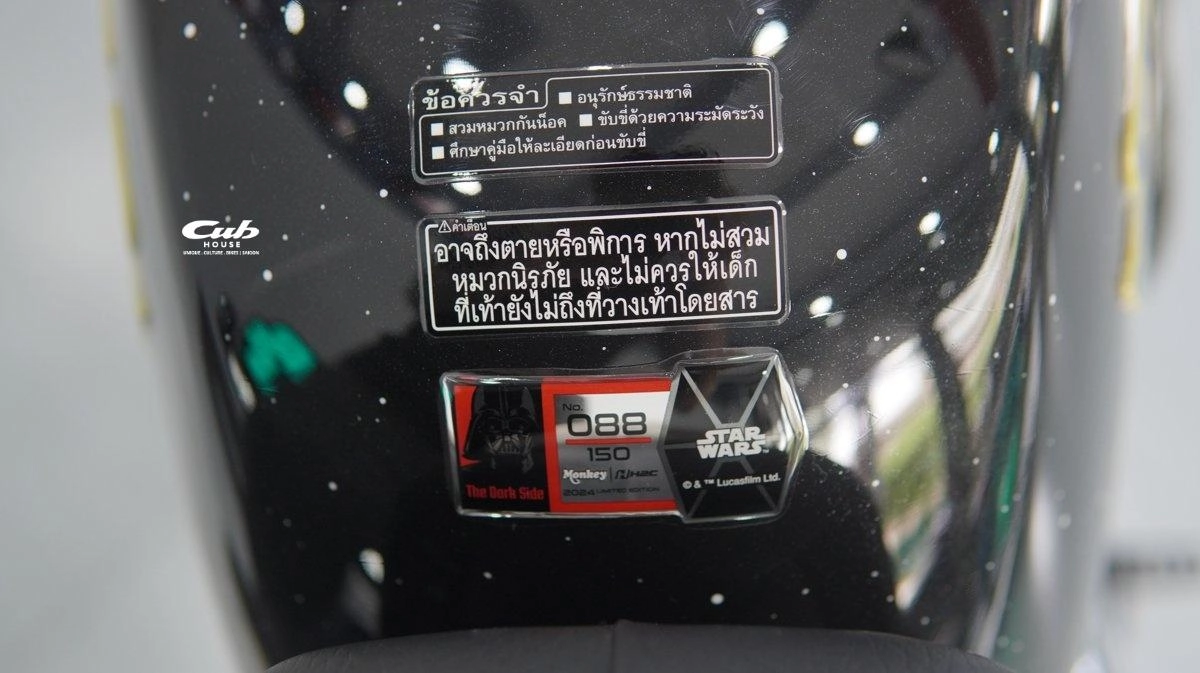 Cub
HOUSE
UNIQUE . CULTURE . BIKES | SAIGON
ข้อควรจำ
■ อนุรักษ์ธรรมชาติ
■ สวมหมวกกันน็อค ■ ขับขี่ด้วยความระมัดระวัง
■ ศึกษาคู่มือให้ละเอียดก่อนขับขี่
⚠คำเตือน
อาจถึงตายหรือพิการ หากไม่สวม
หมวกนิรภัย และไม่ควรให้เด็ก
ที่เท้ายังไม่ถึงที่วางเท้าโดยสาร
No.
088
150
Monkey | H2C
2024 LIMITED EDITION
The Dark Side
STAR
WARS™
© & ™ Lucasfilm Ltd.